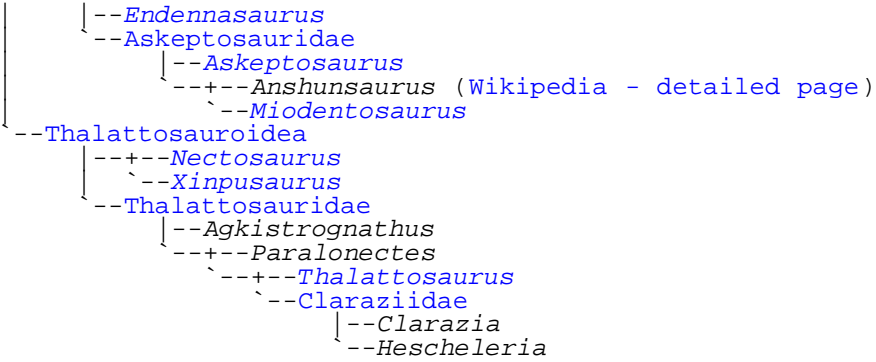 |     |--Endennasaurus
|     `--Askeptosauridae
|          |--Askeptosaurus
|          `--+--Anshunsaurus (Wikipedia - detailed page)
|             `--Miodentosaurus
`--Thalattosauroidea
     |--+--Nectosaurus
     |  `--Xinpusaurus
     `--Thalattosauridae
          |--Agkistrognathus
          `--+--Paralonectes
             `--+--Thalattosaurus
                `--Claraziidae
                     |--Clarazia
                     `--Hescheleria